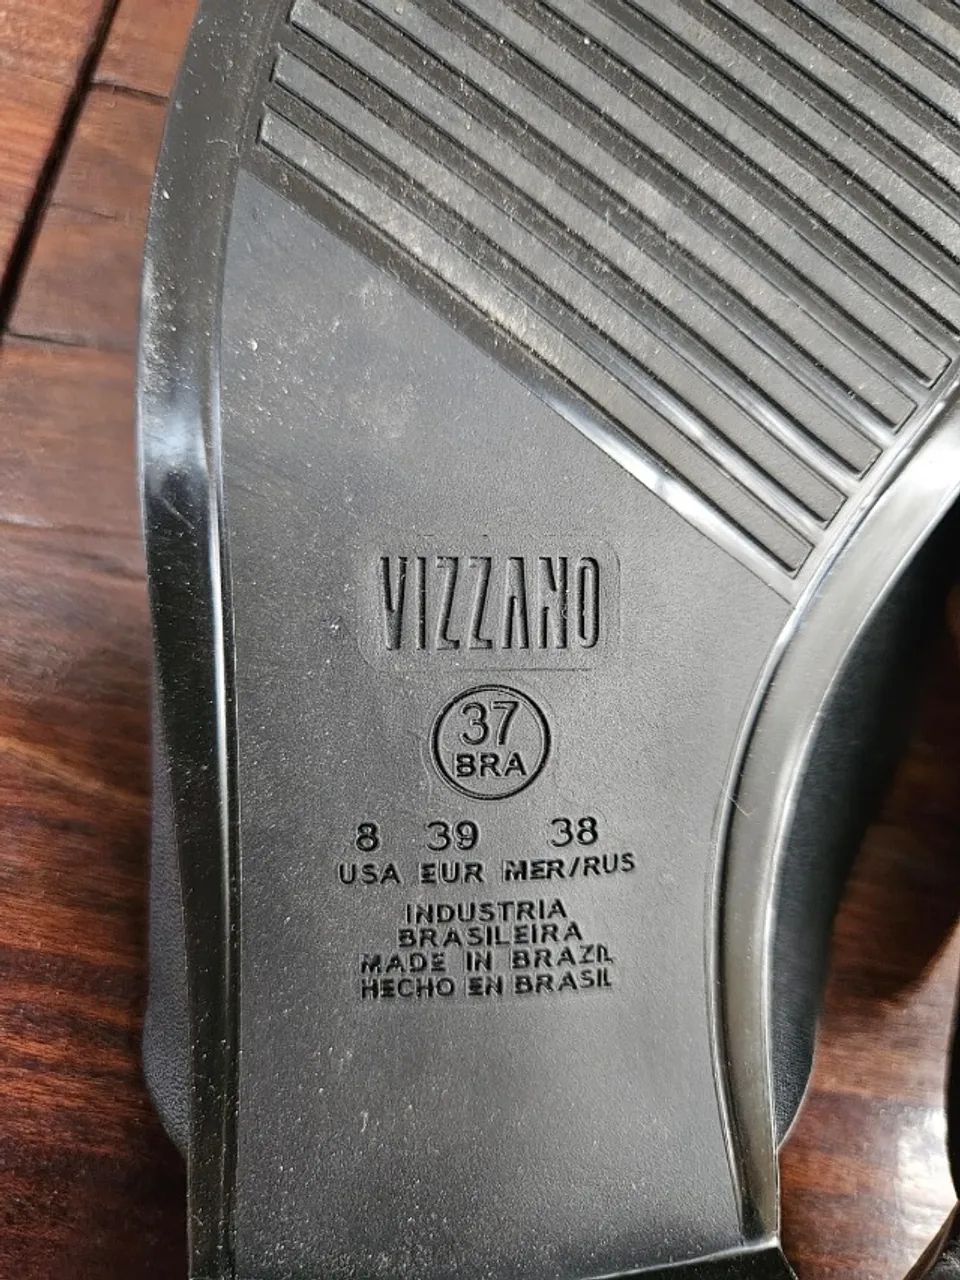 VIZZANO
37
BRA
8 39 38
USA EUR MER/RUS
INDUSTRIA
BRASILEIRA
MADE IN BRAZIL
HECHO EN BRASIL